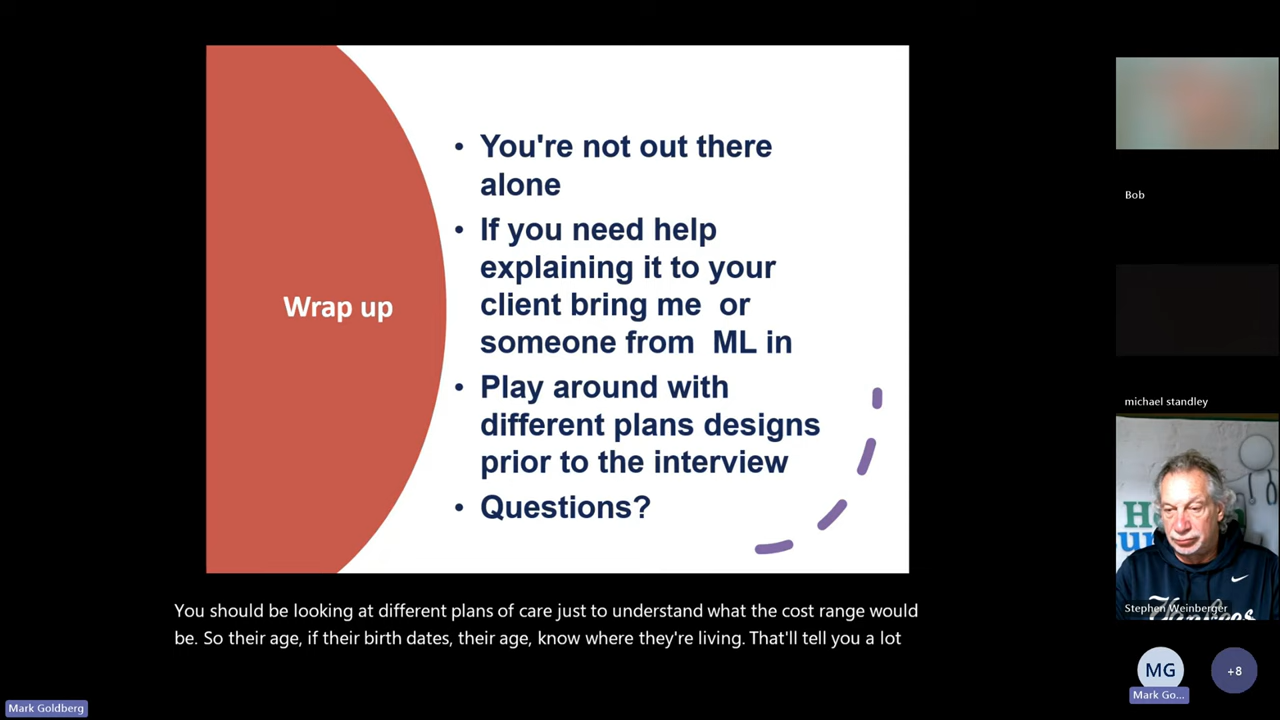 You're not out there
alone
If you need help
explaining it to your
client bring me or
someone from ML in
Play around with
different plans designs
prior to the interview
Questions?
Wrap up
You should be looking at different plans of care just to understand what the cost range would
be. So their age, if their birth dates, their age, know where they're living. That'll tell you a lot
Mark Goldberg
Bob
michael standley
Stephen Weinberger
MG
Mark Go...
+8